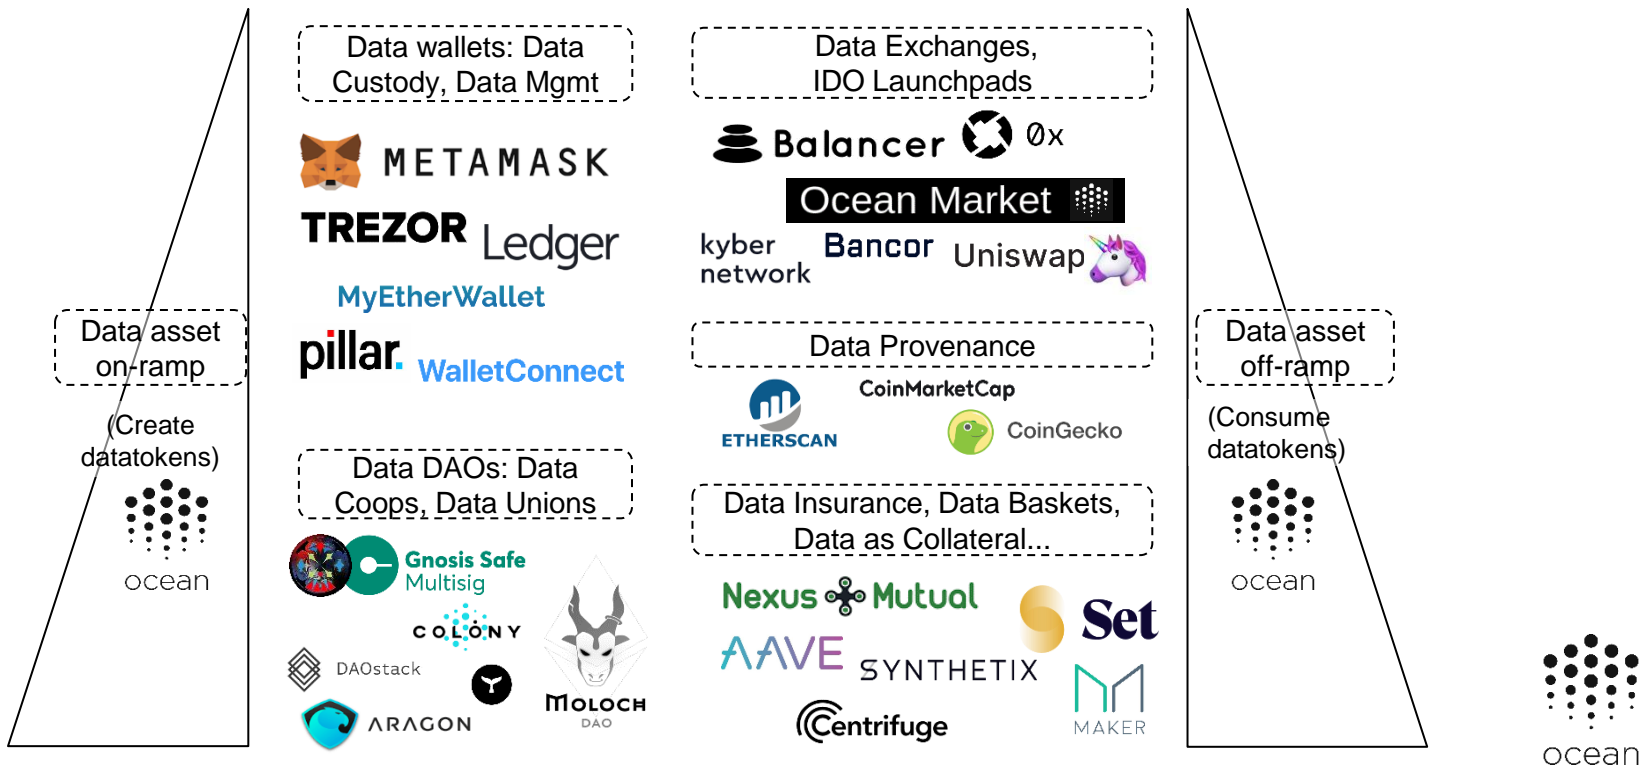 Data wallets: Data
Custody, Data Mgmt
METAMASK
TREZOR
Ledger
MyEtherWallet
pillar.
WalletConnect
Data asset
on-ramp
(Create
datatokens)
ocean
Data DAOs: Data
Coops, Data Unions
Gnosis Safe
Multisig
COLONY
DAOstack
ARAGON
MOLOCH
DAO
Data Exchanges,
IDO Launchpads
Balancer
0x
Ocean Market
kyber
network
Bancor
Uniswap
Data Provenance
ETHERSCAN
CoinMarketCap
CoinGecko
Data Insurance, Data Baskets,
Data as Collateral...
Nexus Mutual
Set
AAVE
SYNTHETIX
MAKER
Centrifuge
Data asset
off-ramp
(Consume
datatokens)
ocean
ocean